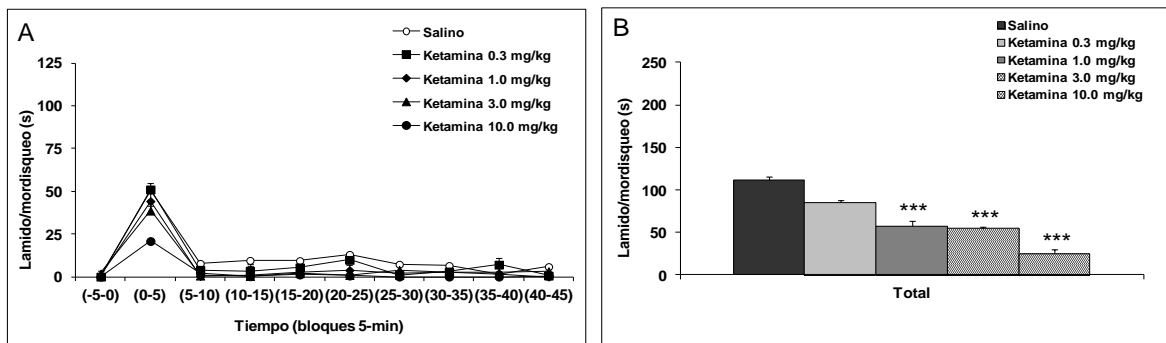 A
Salino
Ketamina 0.3 mg/kg
Ketamina 1.0 mg/kg
Ketamina 3.0 mg/kg
Ketamina 10.0 mg/kg
Lamido/mordisqueo (s)
125
100
75
50
25
0
(-5-0) (0-5) (5-10) (10-15) (15-20) (20-25) (25-30) (30-35) (35-40) (40-45)
Tiempo (bloques 5-min)
B
Salino
Ketamina 0.3 mg/kg
Ketamina 1.0 mg/kg
Ketamina 3.0 mg/kg
Ketamina 10.0 mg/kg
Lamido/mordisqueo (s)
250
200
150
100
50
0
*** *** ***
Total